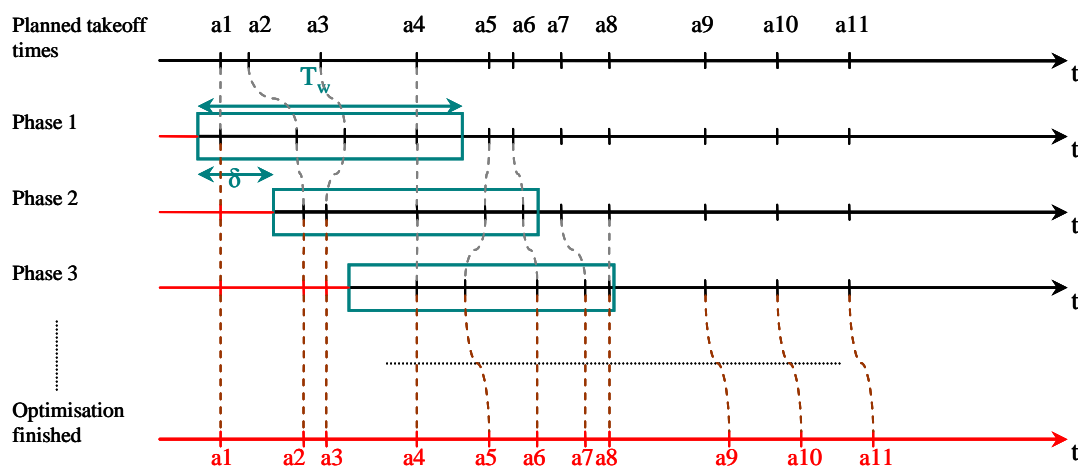 Planned takeoff
times
a1 a2 a3 a4 a5 a6 a7 a8 a9 a10 a11
t
Tw
Phase 1
t
δ
Phase 2
t
Phase 3
t
Optimisation
finished
t
a1 a2 a3 a4 a5 a6 a7 a8 a9 a10 a11